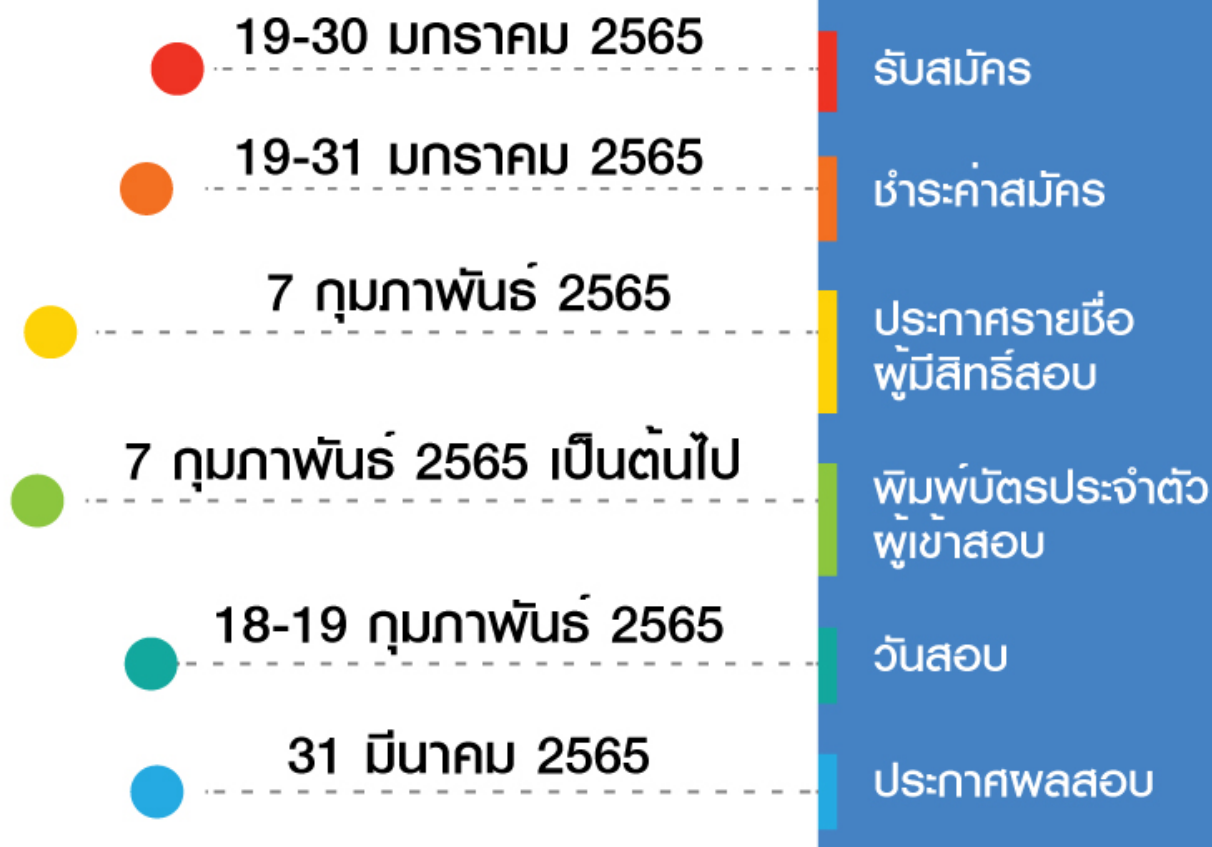 19-30 มกราคม 2565
รับสมัคร
19-31 มกราคม 2565
ชำระค่าสมัคร
7 กุมภาพันธ์ 2565
ประกาศรายชื่อ
ผู้มีสิทธิ์สอบ
7 กุมภาพันธ์ 2565 เป็นต้นไป
พิมพ์บัตรประจำตัว
ผู้เข้าสอบ
18-19 กุมภาพันธ์ 2565
วันสอบ
31 มีนาคม 2565
ประกาศผลสอบ